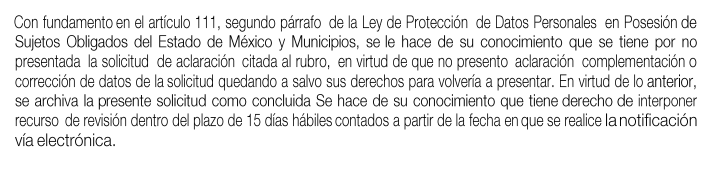 Con fundamento en el artículo 111, segundo párrafo de la Ley de Protección de Datos Personales en Posesión de
Sujetos Obligados del Estado de México y Municipios, se le hace de su conocimiento que se tiene por no
presentada la solicitud de aclaración citada al rubro, en virtud de que no presento aclaración complementación o
corrección de datos de la solicitud quedando a salvo sus derechos para volvería a presentar. En virtud de lo anterior,
se archiva la presente solicitud como concluida Se hace de su conocimiento que tiene derecho de interponer
recurso de revisión dentro del plazo de 15 días hábiles contados a partir de la fecha en que se realice la notificación
vía electrónica.